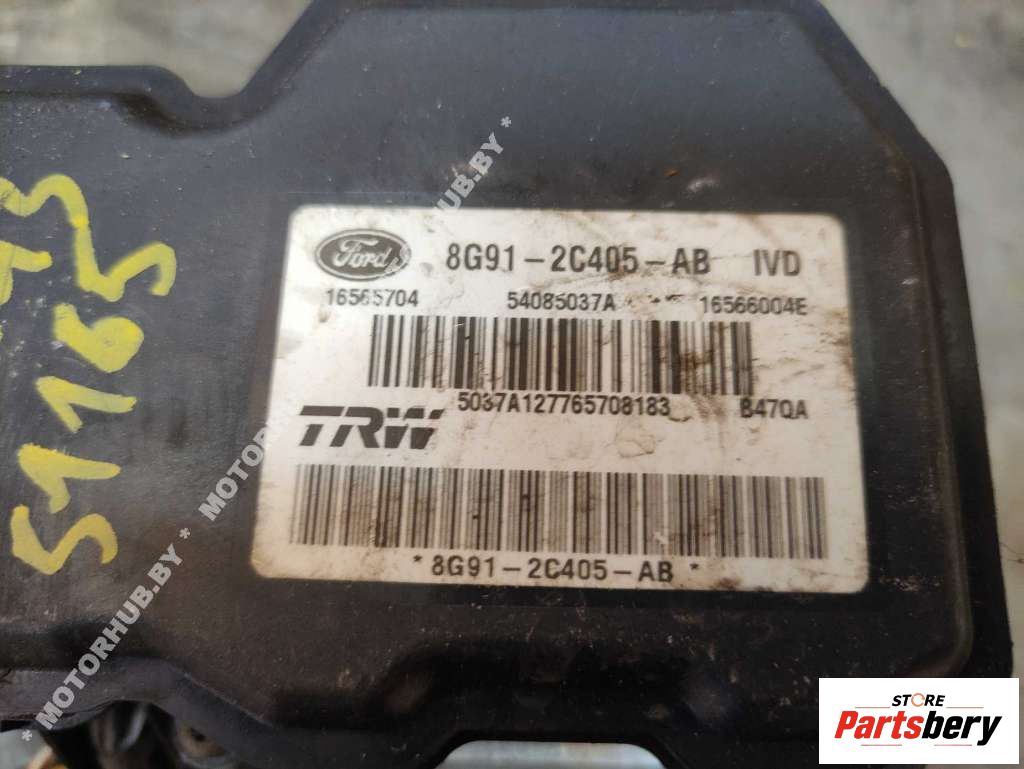 Ford 8G91-2C405-AB IVD
16565704 54085037A 16566004E
5037A127765708183 B47QA
TRW
*8G91-2C405-AB*
51165
* MOTORHUB.BY * MOTORHUB.BY *
STORE
Partsbery